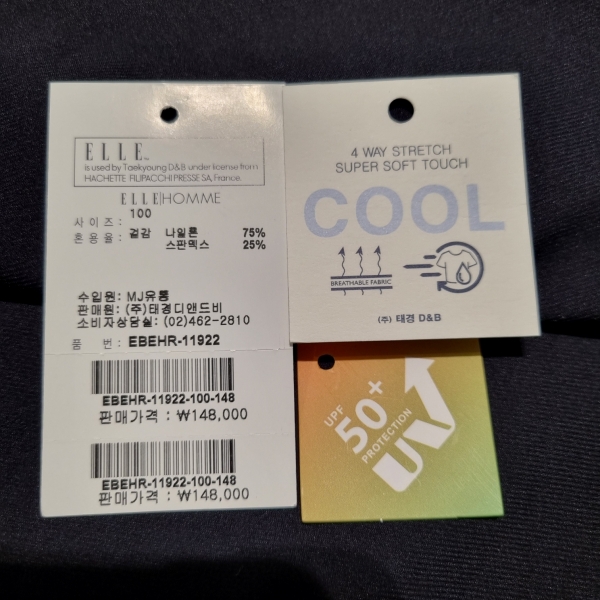 ELLE
is used by Taekyoung D&B under license from
HACHETTE FILIPACCHI PRESSE SA, France.
ELLE HOMME
사이즈 : 100
혼용율 : 겉감 나일론 75%
스판덱스 25%
수입원: MJ유통
판매원: (주)태경디앤드비
소비자상담실: (02)462-2810
품 번: EBEHR-11922
EBEHR-11922-100-148
판매가격 : ₩148,000
EBEHR-11922-100-148
판매가격 : ₩148,000
4 WAY STRETCH
SUPER SOFT TOUCH
COOL
BREATHABLE FABRIC
(주) 태경 D&B
UPF
50+
PROTECTION
UV